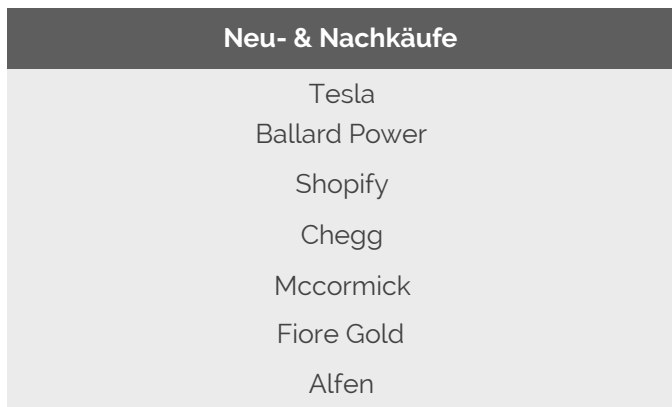 Neu- & Nachkäufe
Tesla
Ballard Power
Shopify
Chegg
Mccormick
Fiore Gold
Alfen